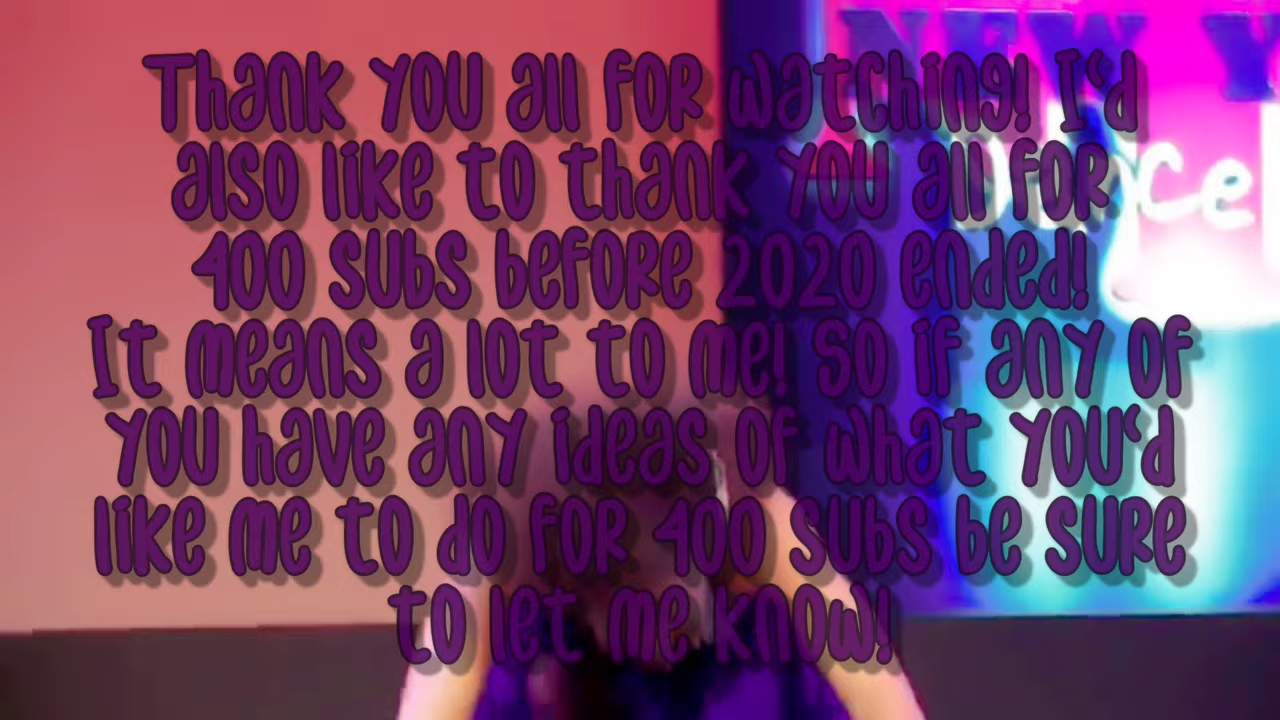 Thank you all for watching! I'd
also like to thank you all for
400 subs before 2020 ended!
It means a lot to me! So if any of
you have any ideas of what you'd
like me to do for 400 subs be sure
to let me know!
NEW Y